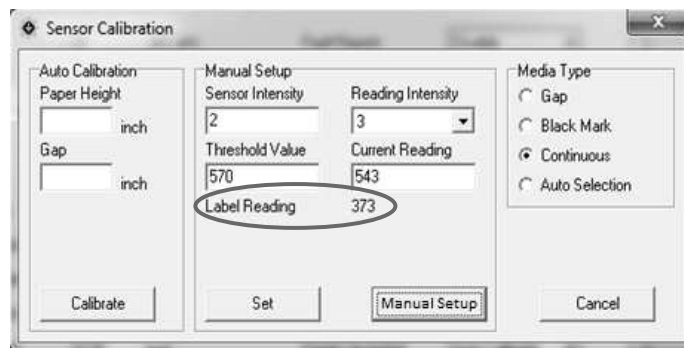 Sensor Calibration
Auto Calibration
Paper Height
inch
Gap
inch
Calibrate
Manual Setup
Sensor Intensity
Reading Intensity
2
3
Threshold Value
Current Reading
570
543
Label Reading
373
Set
Manual Setup
Media Type
Gap
Black Mark
Continuous
Auto Selection
Cancel